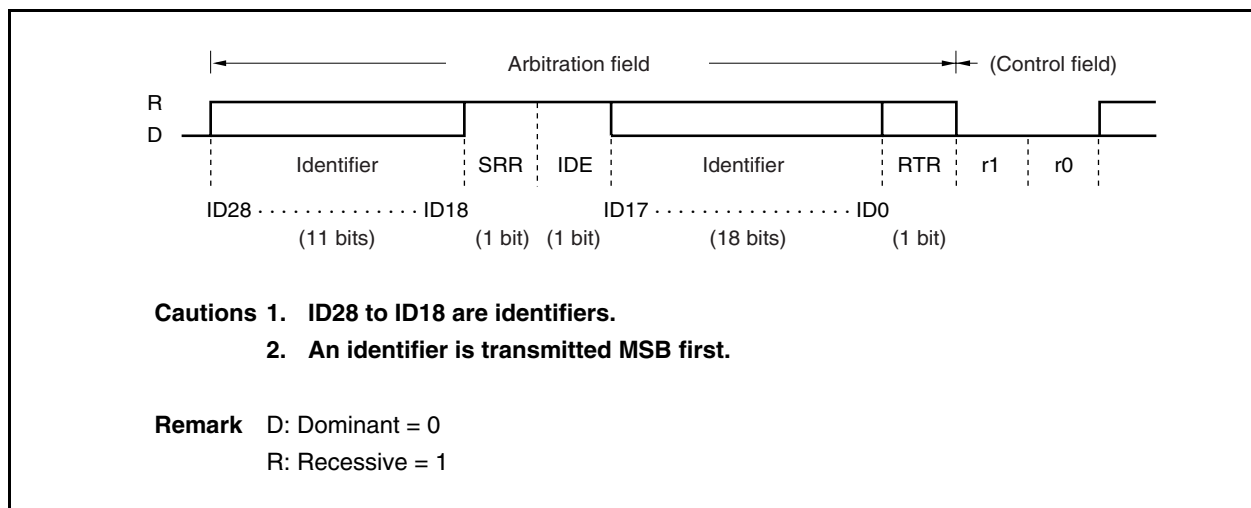 Arbitration field (Control field)
R
D
Identifier SRR IDE Identifier RTR r1 r0
ID28 · · · · · · · · · · · · · · ID18 ID17 · · · · · · · · · · · · · · · · · ID0
(11 bits) (1 bit) (1 bit) (18 bits) (1 bit)
Cautions 1. ID28 to ID18 are identifiers.
2. An identifier is transmitted MSB first.
Remark D: Dominant = 0
R: Recessive = 1